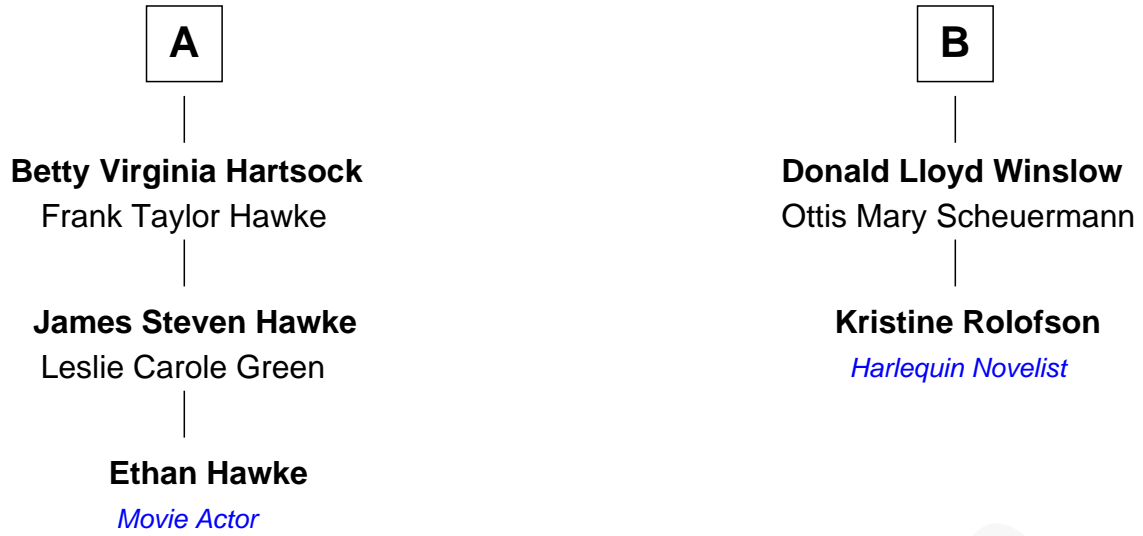 A
Betty Virginia Hartsock
Frank Taylor Hawke
James Steven Hawke
Leslie Carole Green
Ethan Hawke
Movie Actor
B
Donald Lloyd Winslow
Ottis Mary Scheuermann
Kristine Rolofson
Harlequin Novelist